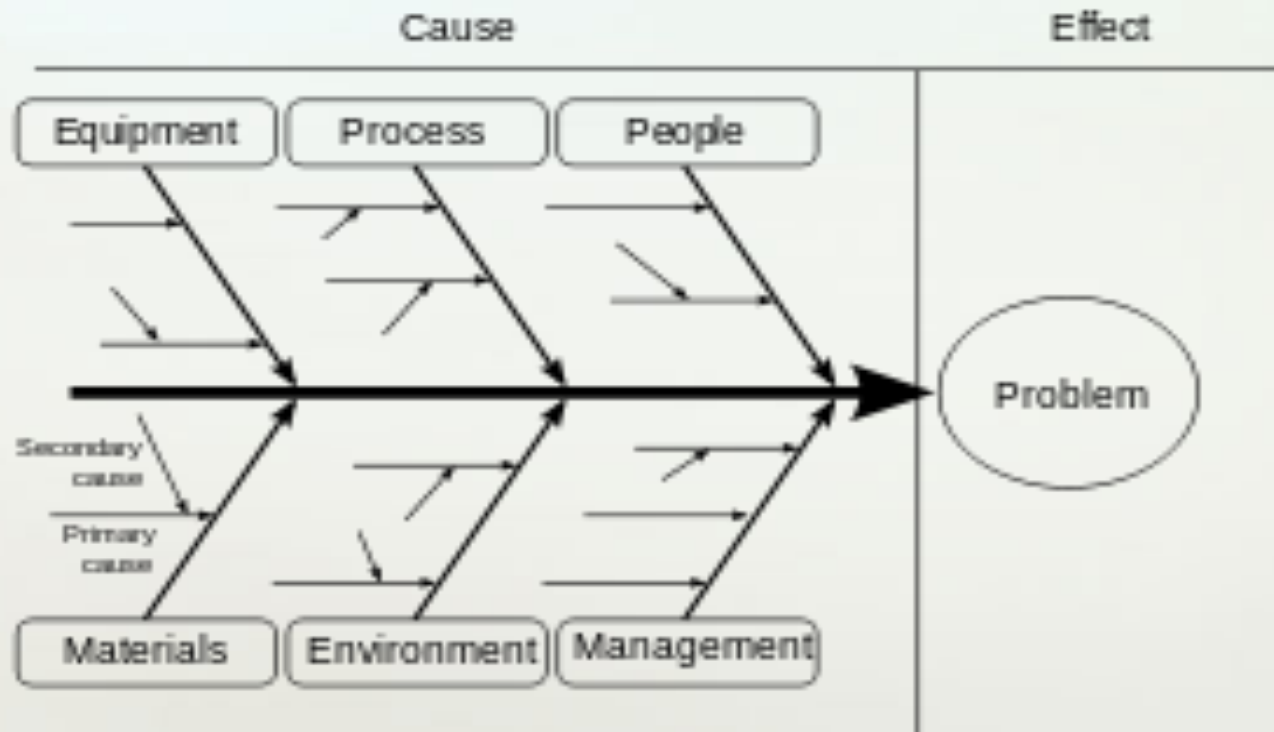 Cause
Effect
Equipment
Process
People
Problem
Secondary
cause
Primary
cause
Materials
Environment
Management